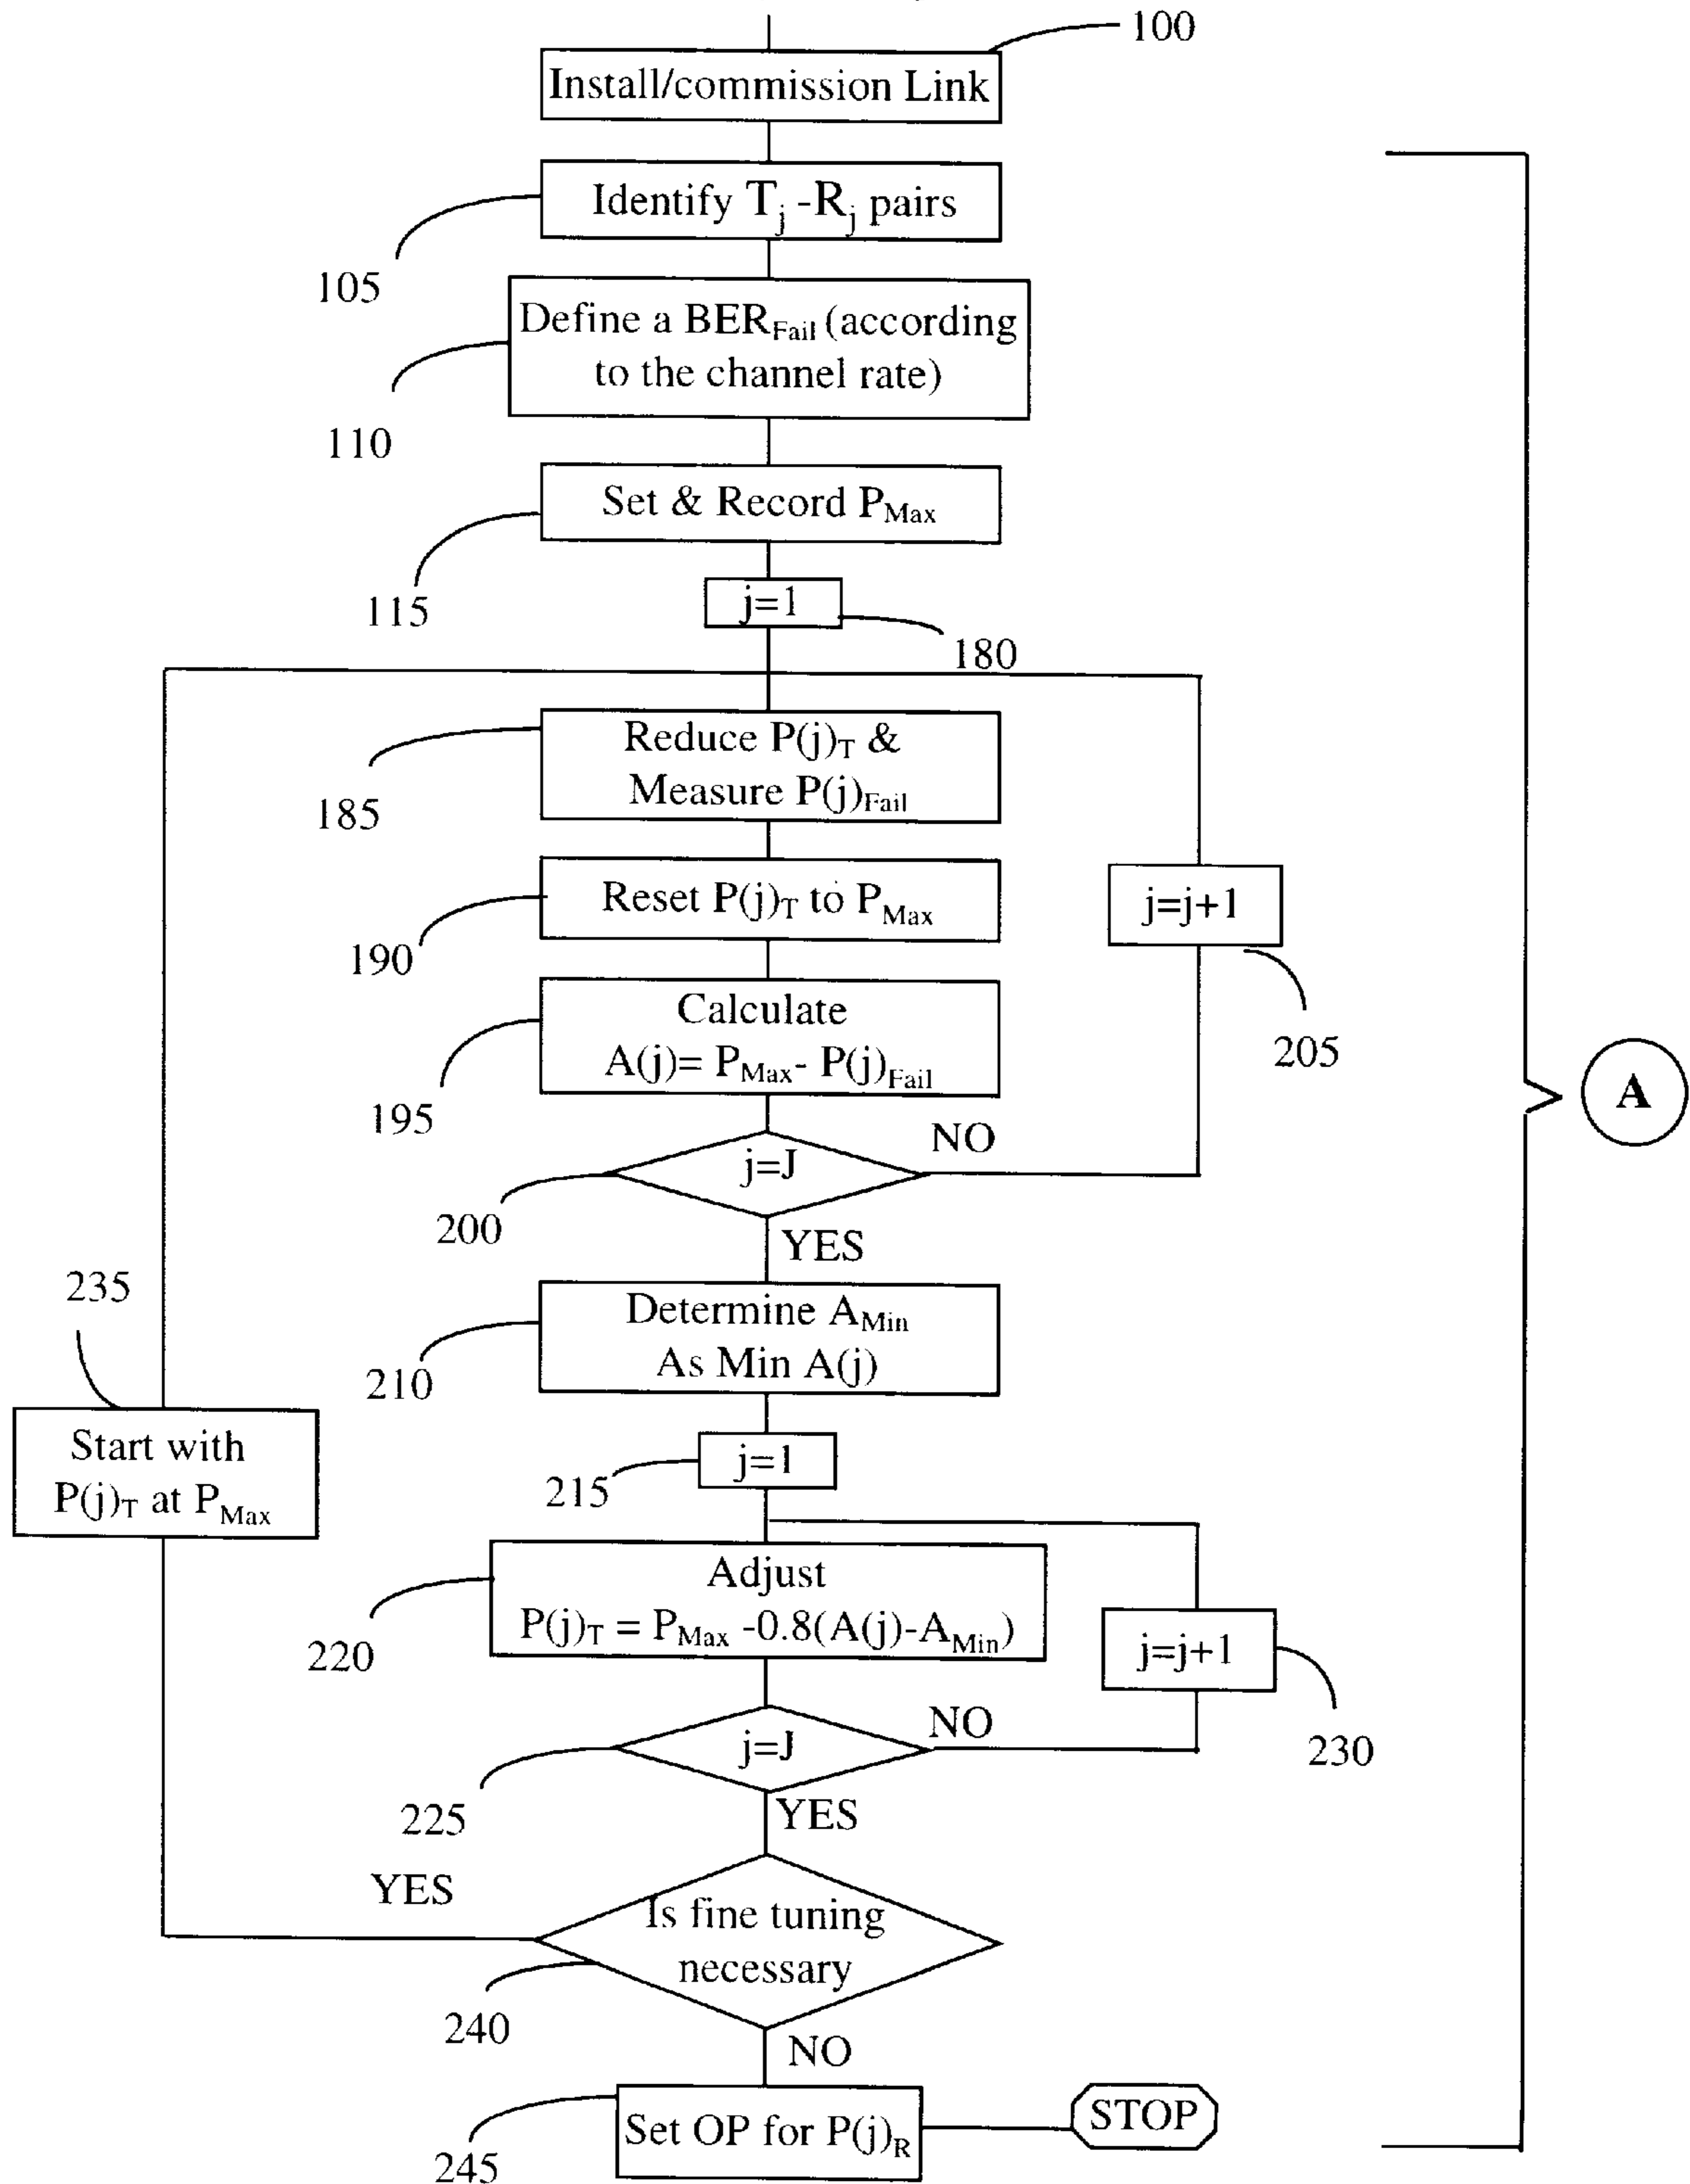 100
Install/commission Link
Identify Tj -Rj pairs
105
Define a BERFail (according
to the channel rate)
110
Set & Record PMax
115
j=1
180
Reduce P(j)T &
Measure P(j)Fail
185
Reset P(j)T to PMax
190
j=j+1
205
Calculate
A(j)= PMax- P(j)Fail
195
A
NO
j=J
200
YES
235
Determine AMin
As Min A(j)
210
Start with
P(j)T at PMax
j=1
215
Adjust
P(j)T = PMax -0.8(A(j)-AMin)
220
j=j+1
230
NO
j=J
225
YES
YES
Is fine tuning
necessary
240
NO
Set OP for P(j)R
STOP
245